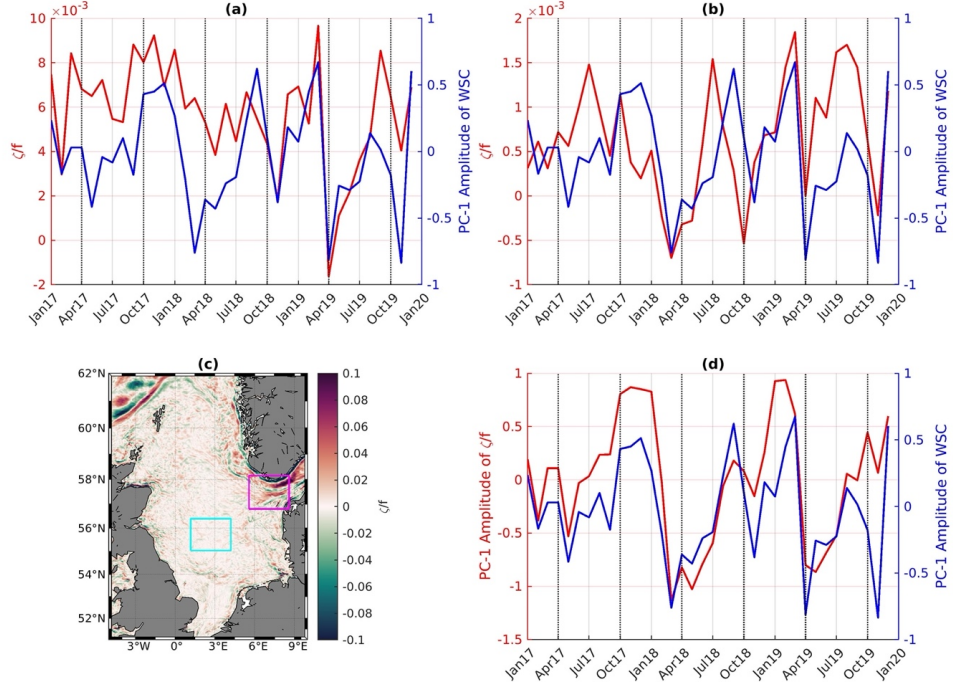 (a)
×10⁻³
10
8
6
4
2
0
-2
ζ/f
1
0.5
0
-0.5
-1
PC-1 Amplitude of WSC
Jan17 Apr17 Jul17 Oct17 Jan18 Apr18 Jul18 Oct18 Jan19 Apr19 Jul19 Oct19 Jan20
(b)
×10⁻³
2
1.5
1
0.5
0
-0.5
-1
ζ/f
1
0.5
0
-0.5
-1
PC-1 Amplitude of WSC
Jan17 Apr17 Jul17 Oct17 Jan18 Apr18 Jul18 Oct18 Jan19 Apr19 Jul19 Oct19 Jan20
(c)
62°N
60°N
58°N
56°N
54°N
52°N
3°W 0° 3°E 6°E 9°E
0.1
0.08
0.06
0.04
0.02
0
-0.02
-0.04
-0.06
-0.08
-0.1
ζ/f
(d)
1
0.5
0
-0.5
-1
-1.5
PC-1 Amplitude of ζ/f
1
0.5
0
-0.5
-1
PC-1 Amplitude of WSC
Jan17 Apr17 Jul17 Oct17 Jan18 Apr18 Jul18 Oct18 Jan19 Apr19 Jul19 Oct19 Jan20